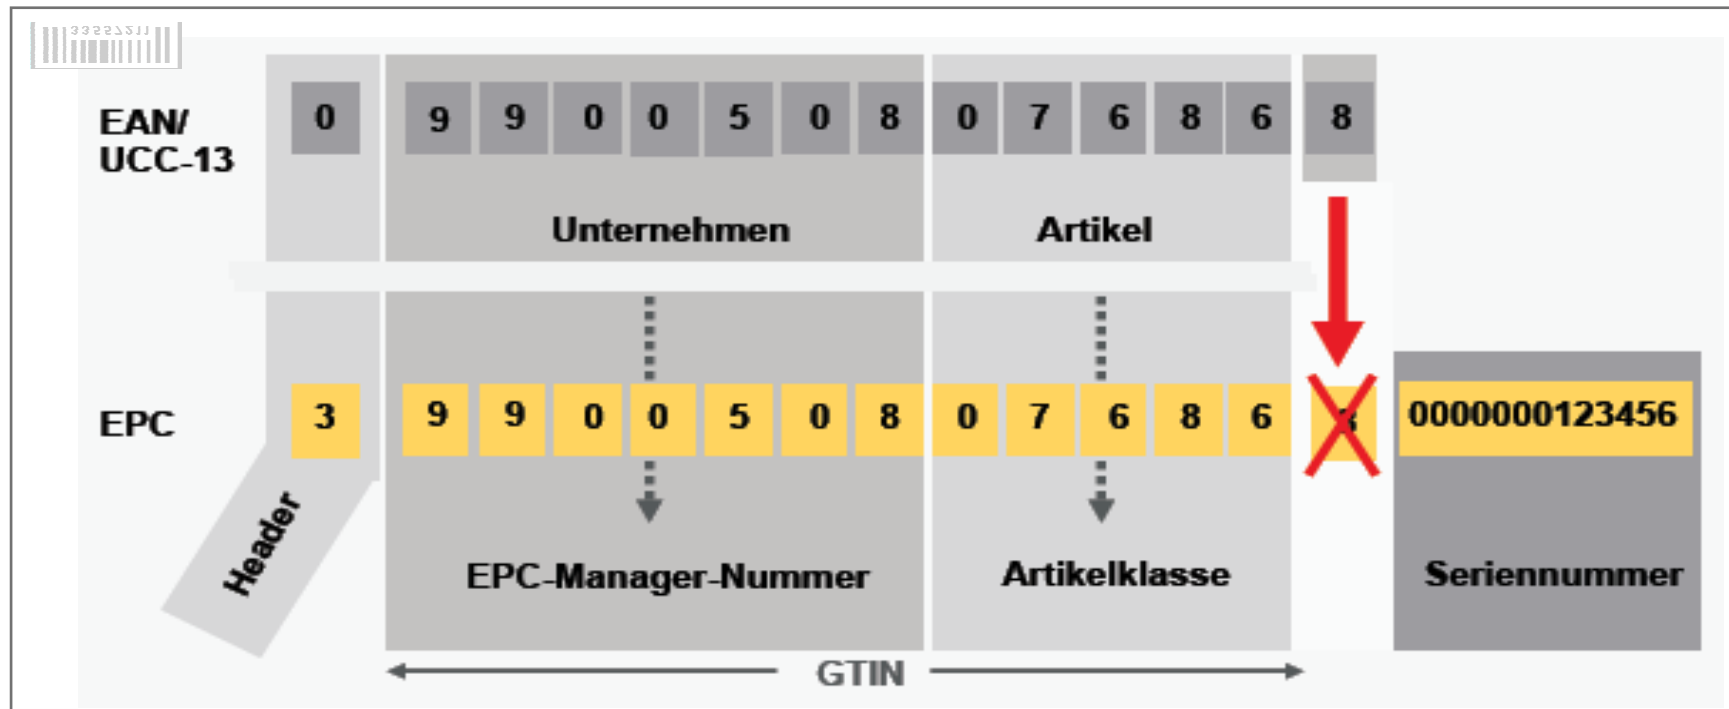 EAN/
UCC-13
0 9 9 0 0 5 0 8 0 7 6 8 6 8
Unternehmen Artikel
EPC
3 9 9 0 0 5 0 8 0 7 6 8 6 0000000123456
Header
EPC-Manager-Nummer Artikelklasse Seriennummer
GTIN